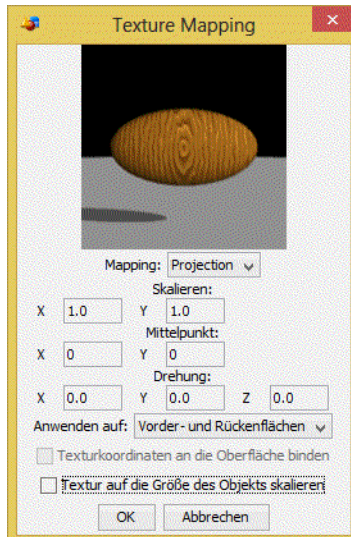 Texture Mapping
Mapping: Projection
Skalieren:
X 1.0 Y 1.0
Mittelpunkt:
X 0 Y 0
Drehung:
X 0.0 Y 0.0 Z 0.0
Anwenden auf: Vorder- und Rückenflächen
Texturkoordinaten an die Oberfläche binden
Textur auf die Größe des Objekts skalieren
OK Abbrechen